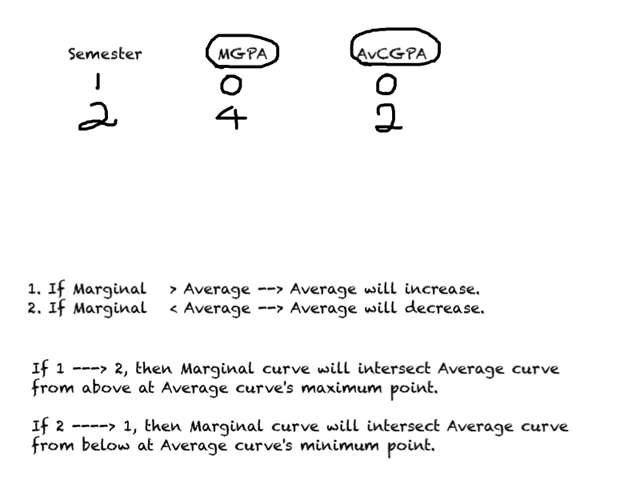 Semester MGPA AvCGPA
1 0 0
2 4 2
1. If Marginal > Average --> Average will increase.
2. If Marginal < Average --> Average will decrease.
If 1 ---> 2, then Marginal curve will intersect Average curve
from above at Average curve's maximum point.
If 2 ----> 1, then Marginal curve will intersect Average curve
from below at Average curve's minimum point.